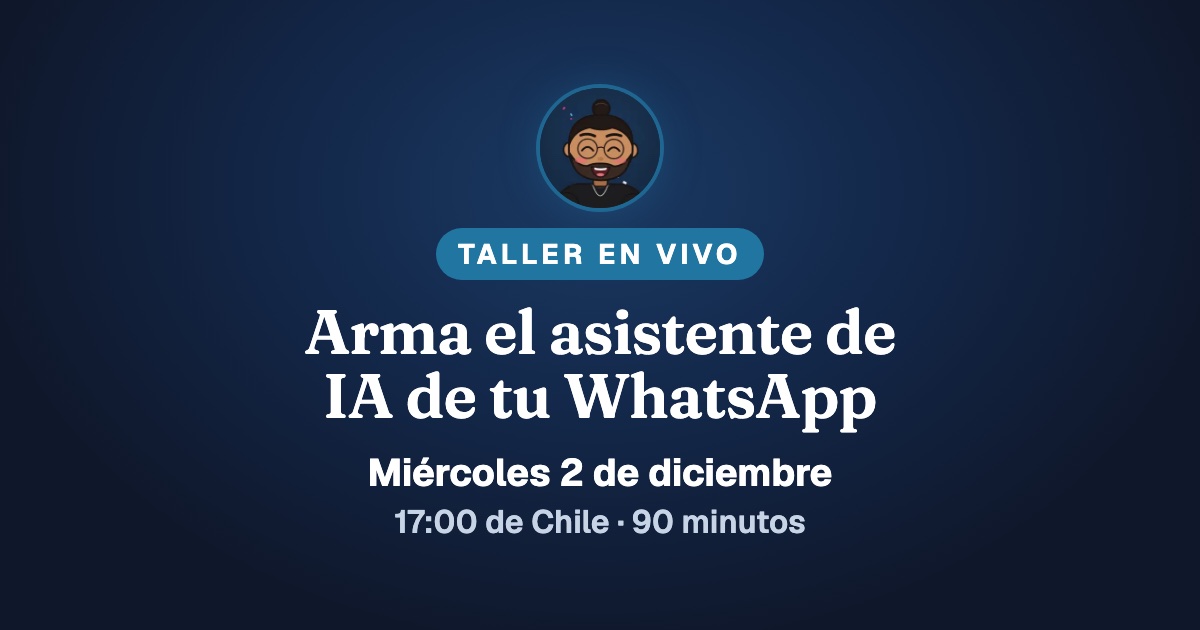 TALLER EN VIVO
Arma el asistente de
IA de tu WhatsApp
Miércoles 2 de diciembre
17:00 de Chile · 90 minutos